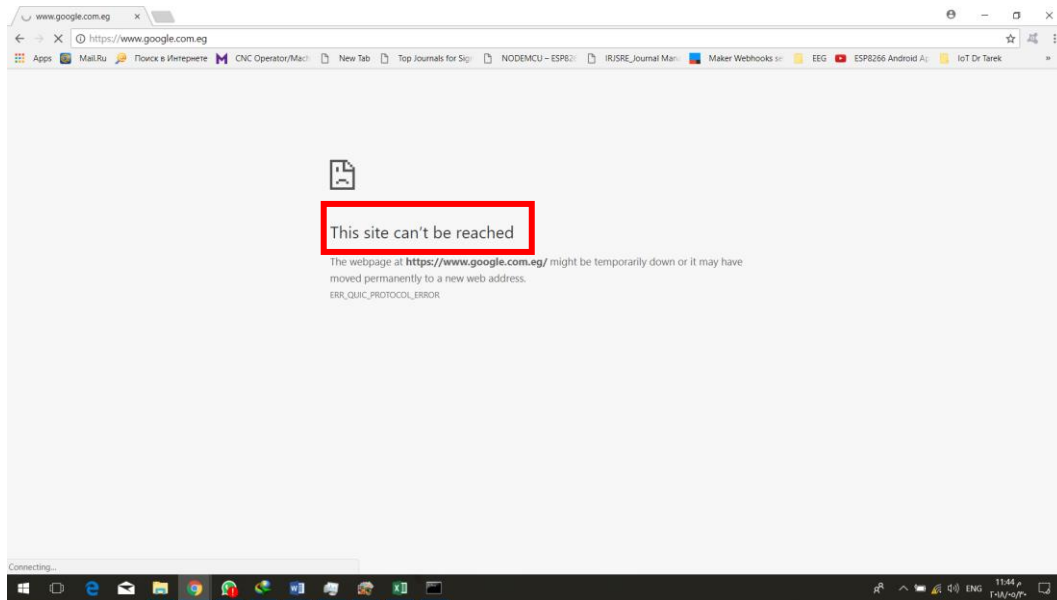 www.google.com.eg
https://www.google.com.eg
Apps Mail.Ru Поиск в Интернете CNC Operator/Mach New Tab Top Journals for Sig NODEMCU – ESP82 IRJSRE_Journal Man Maker Webhooks se EEG ESP8266 Android Ap IoT Dr Tarek »
This site can't be reached
The webpage at https://www.google.com.eg/ might be temporarily down or it may have
moved permanently to a new web address.
ERR_QUIC_PROTOCOL_ERROR
Connecting...
ENG 11:44 م
٢٠١٨/٠٥/٣٠